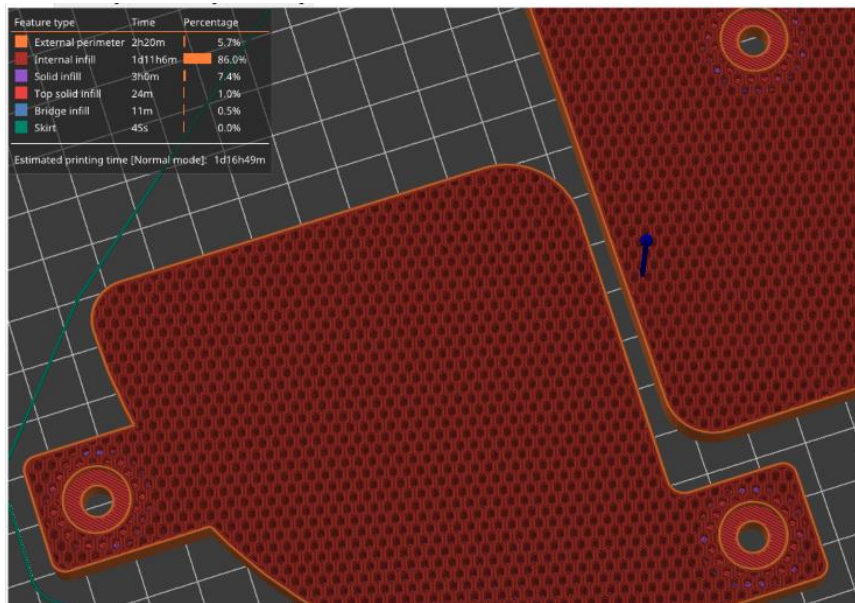 Feature type Time Percentage
External perimeter 2h20m 5.7%
Internal infill 1d11h6m 86.0%
Solid infill 3h0m 7.4%
Top solid infill 24m 1.0%
Bridge infill 11m 0.5%
Skirt 45s 0.0%
Estimated printing time [Normal mode]: 1d16h49m